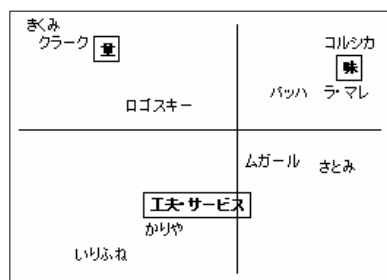 きくみ
クラーク 量
コルシカ
味
バッハ ラ・マレ
ロゴスキー
ムガール さとみ
工夫・サービス
かりや
いりふね